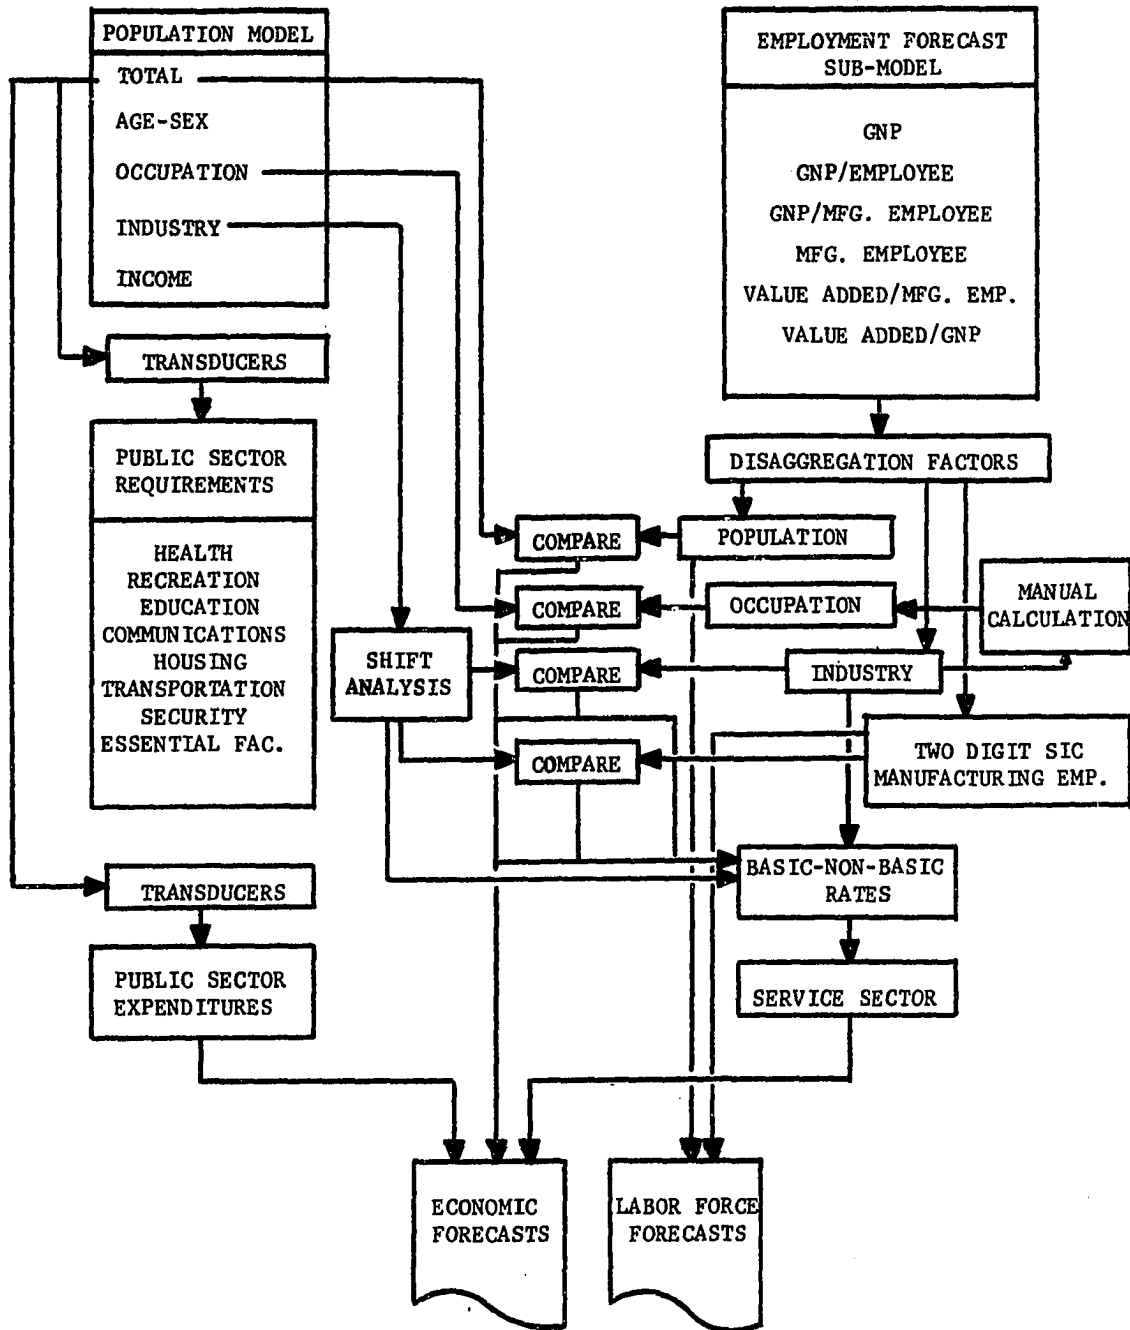 POPULATION MODEL
TOTAL
AGE-SEX
OCCUPATION
INDUSTRY
INCOME
TRANSDUCERS
PUBLIC SECTOR
REQUIREMENTS
HEALTH
RECREATION
EDUCATION
COMMUNICATIONS
HOUSING
TRANSPORTATION
SECURITY
ESSENTIAL FAC.
TRANSDUCERS
PUBLIC SECTOR
EXPENDITURES
SHIFT
ANALYSIS
COMPARE
COMPARE
COMPARE
COMPARE
EMPLOYMENT FORECAST
SUB-MODEL
GNP
GNP/EMPLOYEE
GNP/MFG. EMPLOYEE
MFG. EMPLOYEE
VALUE ADDED/MFG. EMP.
VALUE ADDED/GNP
DISAGGREGATION FACTORS
POPULATION
OCCUPATION
MANUAL
CALCULATION
INDUSTRY
TWO DIGIT SIC
MANUFACTURING EMP.
BASIC-NON-BASIC
RATES
SERVICE SECTOR
ECONOMIC
FORECASTS
LABOR FORCE
FORECASTS